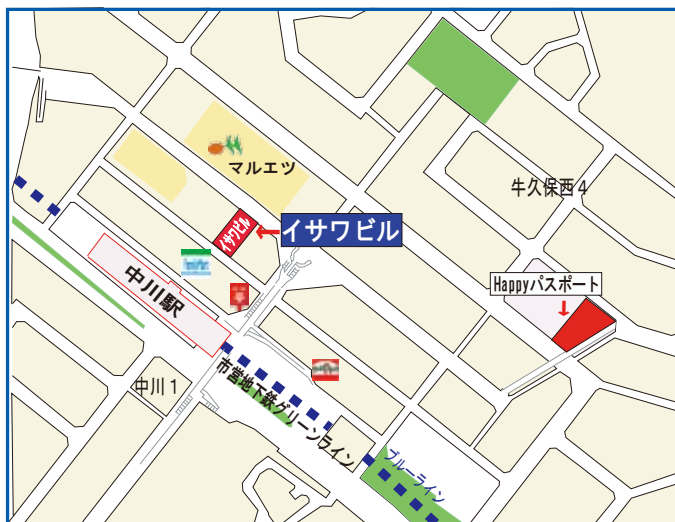 マルエツ
牛久保西4
イサワビル
イサワビル
Happyパスポート
↓
中川駅
中川1
市営地下鉄グリーンライン
ブルーライン